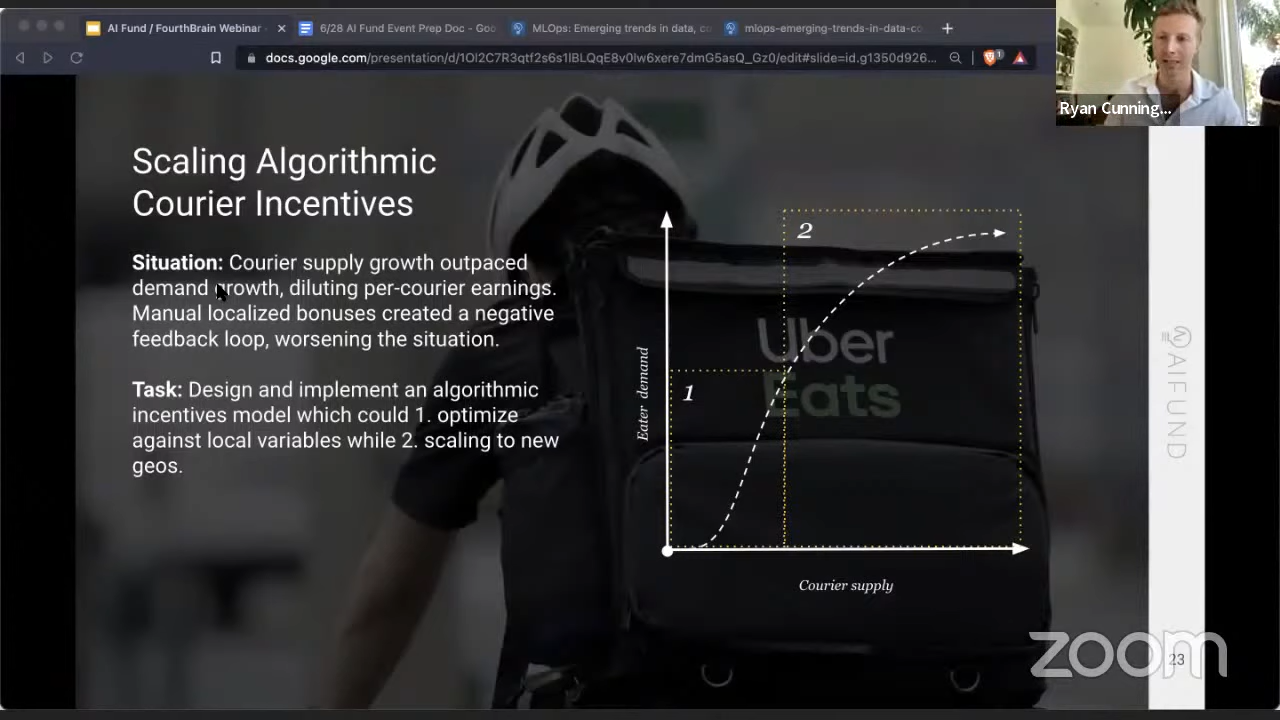 AI Fund / FourthBrain Webinar
6/28 AI Fund Event Prep Doc - Goo
MLOps: Emerging trends in data, co
mlops-emerging-trends-in-data-co
docs.google.com/presentation/d/1Ol2C7R3qtf2s6s1IBLQqE8v0lw6xere7dmG5asQ_Gz0/edit#slide=id.g1350d926...
1
Ryan Cunning...
Scaling Algorithmic
Courier Incentives
Situation: Courier supply growth outpaced
demand growth, diluting per-courier earnings.
Manual localized bonuses created a negative
feedback loop, worsening the situation.
Task: Design and implement an algorithmic
incentives model which could 1. optimize
against local variables while 2. scaling to new
geos.
2
1
Eater demand
Courier supply
Uber
Eats
AIFUND
zoom
23